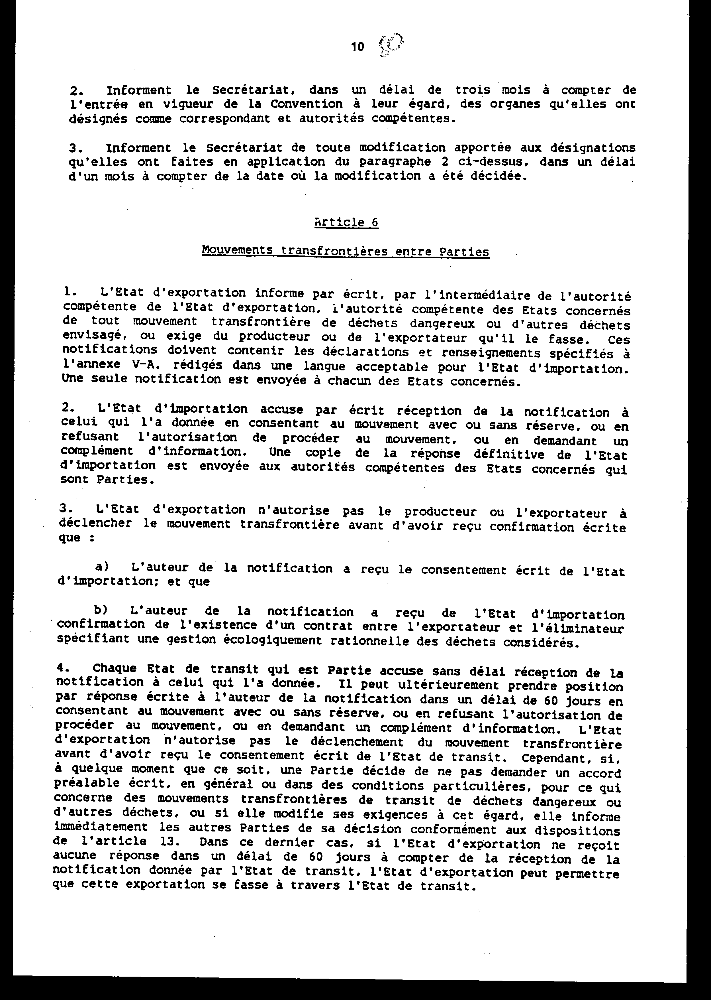 10
2. Informent le Secrétariat, dans un délai de trois mois à compter de
l'entrée en vigueur de la Convention à leur égard, des organes qu'elles ont
désignés comme correspondant et autorités compétentes.
3. Informent le Secrétariat de toute modification apportée aux désignations
qu'elles ont faites en application du paragraphe 2 ci-dessus, dans un délai
d'un mois à compter de la date où la modification a été décidée.
Article 6
Mouvements transfrontières entre Parties
1. L'Etat d'exportation informe par écrit, par l'intermédiaire de l'autorité
compétente de l'Etat d'exportation, l'autorité compétente des Etats concernés
de tout mouvement transfrontière de déchets dangereux ou d'autres déchets
envisagé, ou exige du producteur ou de l'exportateur qu'il le fasse. Ces
notifications doivent contenir les déclarations et renseignements spécifiés à
l'annexe V-A, rédigés dans une langue acceptable pour l'Etat d'importation.
Une seule notification est envoyée à chacun des Etats concernés.
2. L'Etat d'importation accuse par écrit réception de la notification à
celui qui l'a donnée en consentant au mouvement avec ou sans réserve, ou en
refusant l'autorisation de procéder au mouvement, ou en demandant un
complément d'information. Une copie de la réponse définitive de l'Etat
d'importation est envoyée aux autorités compétentes des Etats concernés qui
sont Parties.
3. L'Etat d'exportation n'autorise pas le producteur ou l'exportateur à
déclencher le mouvement transfrontière avant d'avoir reçu confirmation écrite
que :
a) L'auteur de la notification a reçu le consentement écrit de l'Etat
d'importation; et que
b) L'auteur de la notification a reçu de l'Etat d'importation
confirmation de l'existence d'un contrat entre l'exportateur et l'éliminateur
spécifiant une gestion écologiquement rationnelle des déchets considérés.
4. Chaque Etat de transit qui est Partie accuse sans délai réception de la
notification à celui qui l'a donnée. Il peut ultérieurement prendre position
par réponse écrite à l'auteur de la notification dans un délai de 60 jours en
consentant au mouvement avec ou sans réserve, ou en refusant l'autorisation de
procéder au mouvement, ou en demandant un complément d'information. L'Etat
d'exportation n'autorise pas le déclenchement du mouvement transfrontière
avant d'avoir reçu le consentement écrit de l'Etat de transit. Cependant, si,
à quelque moment que ce soit, une Partie décide de ne pas demander un accord
préalable écrit, en général ou dans des conditions particulières, pour ce qui
concerne des mouvements transfrontières de transit de déchets dangereux ou
d'autres déchets, ou si elle modifie ses exigences à cet égard, elle informe
immédiatement les autres Parties de sa décision conformément aux dispositions
de l'article 13. Dans ce dernier cas, si l'Etat d'exportation ne reçoit
aucune réponse dans un délai de 60 jours à compter de la réception de la
notification donnée par l'Etat de transit, l'Etat d'exportation peut permettre
que cette exportation se fasse à travers l'Etat de transit.